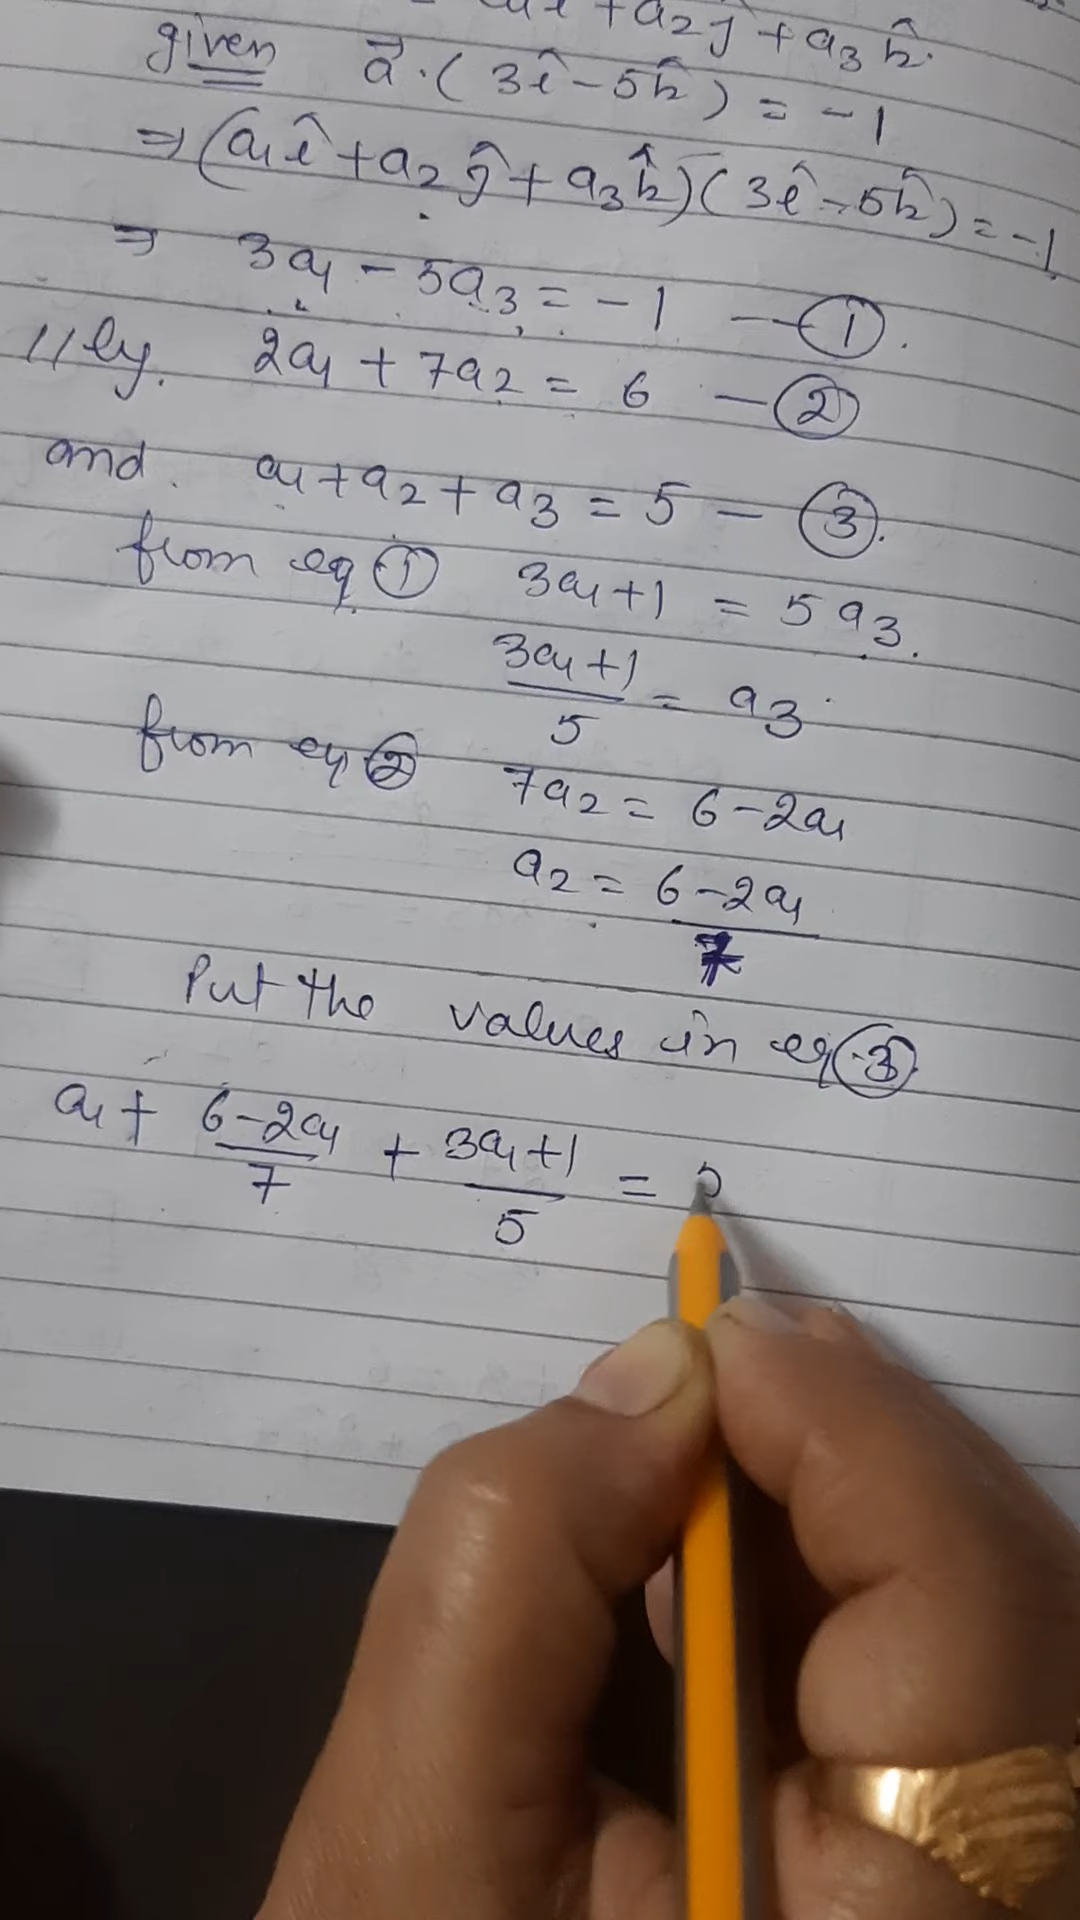 + a₂ĵ + a₃k̂.
given a⃗.(3î-5k̂) = -1
⇒ (a₁î+a₂ĵ+a₃k̂)(3î-5k̂) = -1
⇒ 3a₁ - 5a₃ = -1 — ①.
//ly. 2a₁ + 7a₂ = 6 — ②
and. a₁+a₂+a₃ = 5 — ③.
from eq ① 3a₁+1 = 5a₃.
(3a₁+1)/5 = a₃
from eq ② 7a₂ = 6-2a₁
a₂ = (6-2a₁)/7
Put the values in eq ③
a₁ + (6-2a₁)/7 + (3a₁+1)/5 = 5